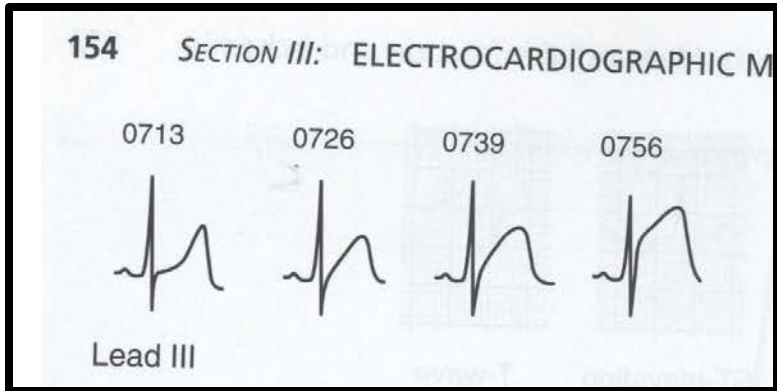 154 SECTION III: ELECTROCARDIOGRAPHIC M
0713 0726 0739 0756
Lead III